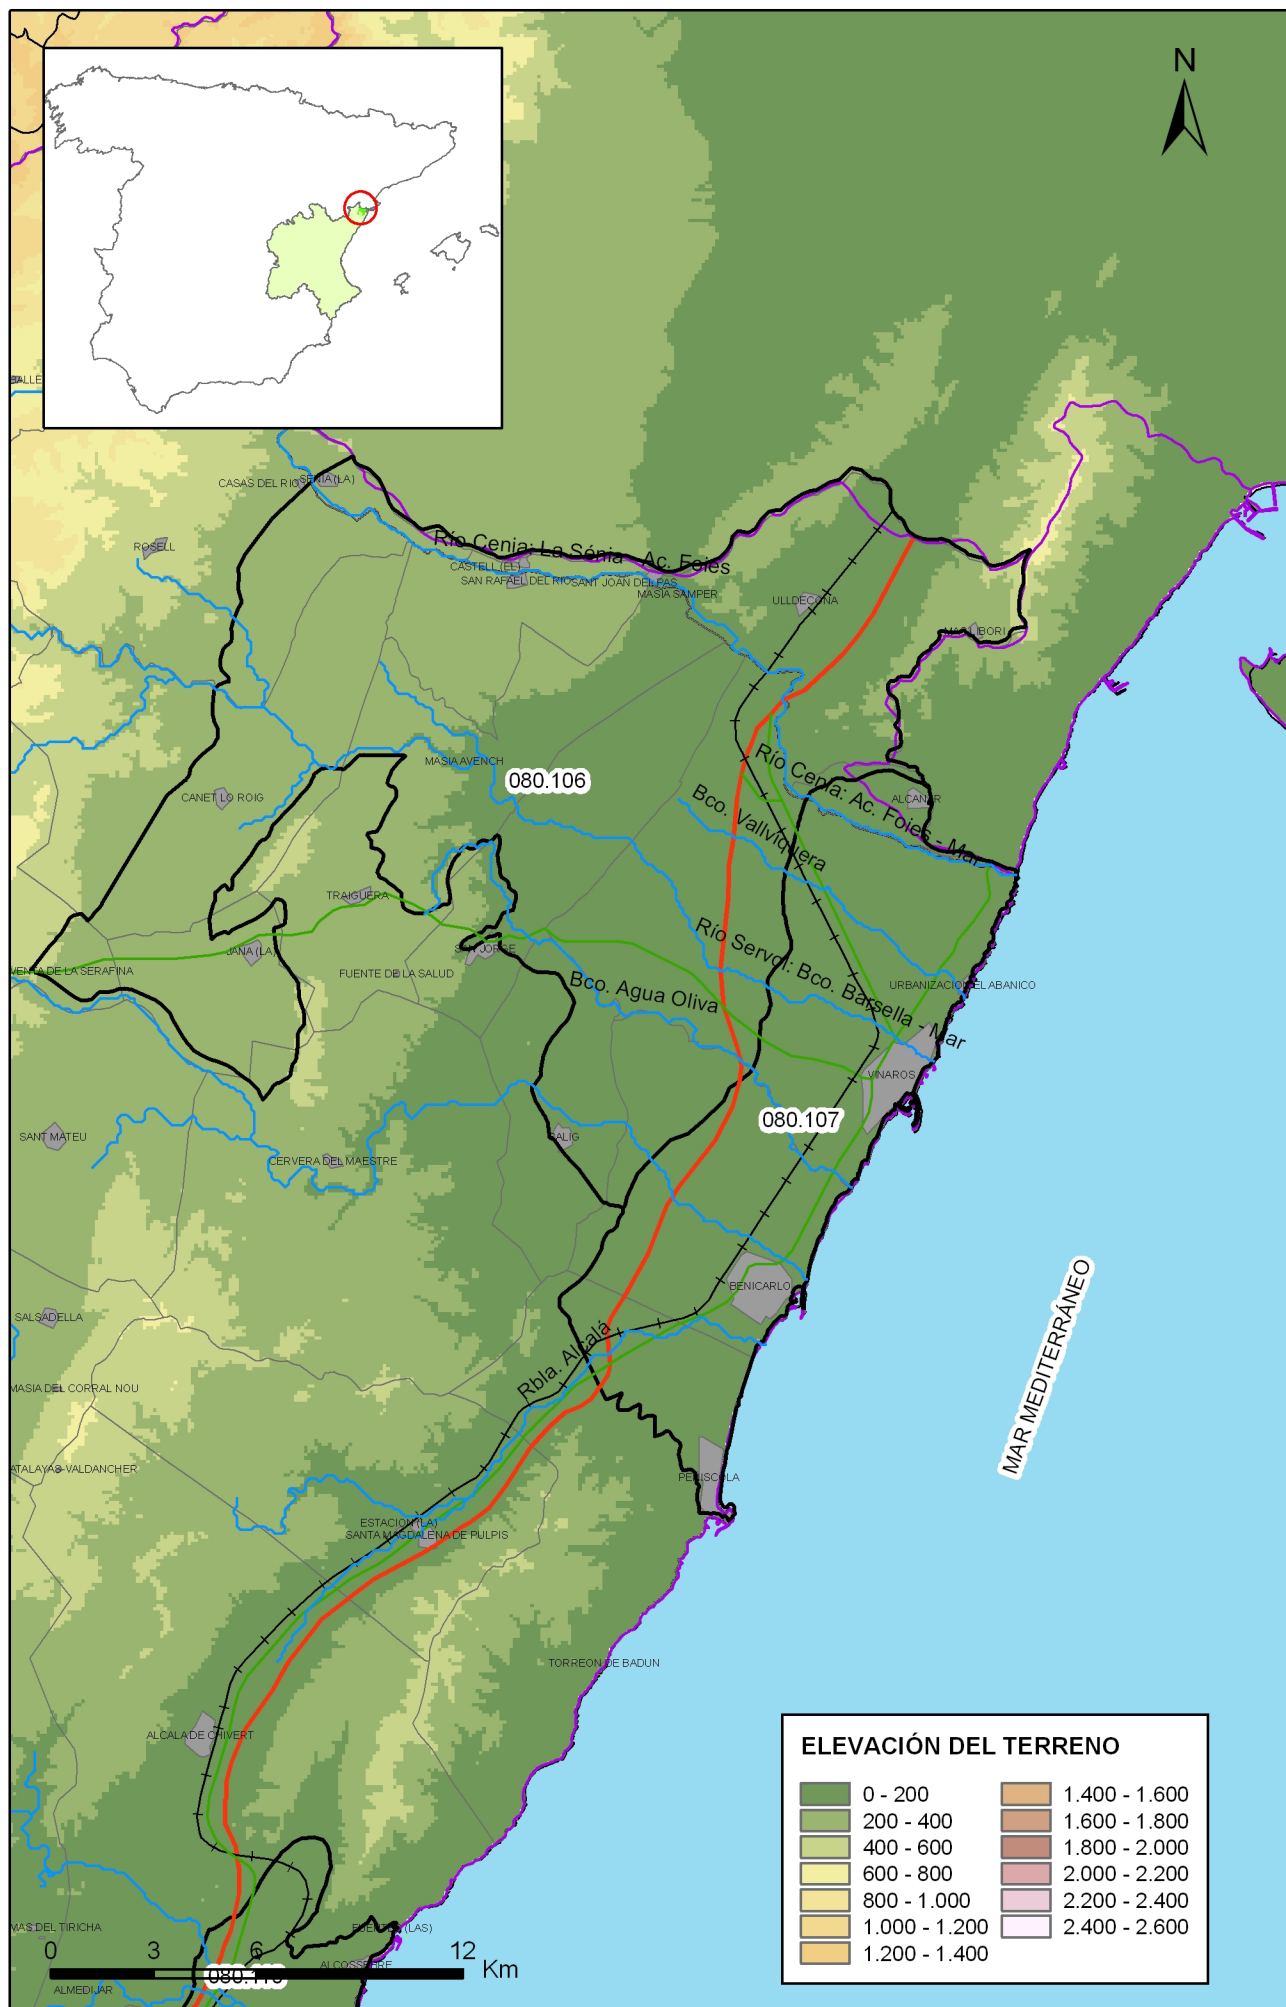 N
CASAS DEL RIO
SENIA (LA)
ROSELL
Río Cenia: La Sénia - Ac. Foies
CASTELL (EL)
SAN RAFAEL DEL RIO
SANT JOAN DEL PAS
MASIA SAMPER
ULLDECONA
MAS LIBORI
MASIA AVENCH
080.106
Río Cenia: Ac. Foies - Mar
CANET LO ROIG
Bco. Vallviquera
ALCANAR
TRAIGUERA
Río Servol: Bco. Barsella - Mar
JANA (LA)
SAN JORGE
VENTA DE LA SERAFINA
FUENTE DE LA SALUD
Bco. Agua Oliva
URBANIZACION EL ABANICO
VINAROS
080.107
SANT MATEU
CALIG
CERVERA DEL MAESTRE
BENICARLO
SALSADELLA
Rbla. Alcalá
MASIA DEL CORRAL NOU
MAR MEDITERRÁNEO
ATALAYAS-VALDANCHER
PEÑISCOLA
ESTACION (LA)
SANTA MAGDALENA DE PULPIS
TORREON DE BADUN
ALCALA DE CHIVERT
ELEVACIÓN DEL TERRENO
0 - 200
200 - 400
400 - 600
600 - 800
800 - 1.000
1.000 - 1.200
1.200 - 1.400
1.400 - 1.600
1.600 - 1.800
1.800 - 2.000
2.000 - 2.200
2.200 - 2.400
2.400 - 2.600
MAS DEL TIRICHA
FUENTES (LAS)
0 3 6 12 Km
ALCOSSEBRE
080.110
ALMEDIJAR